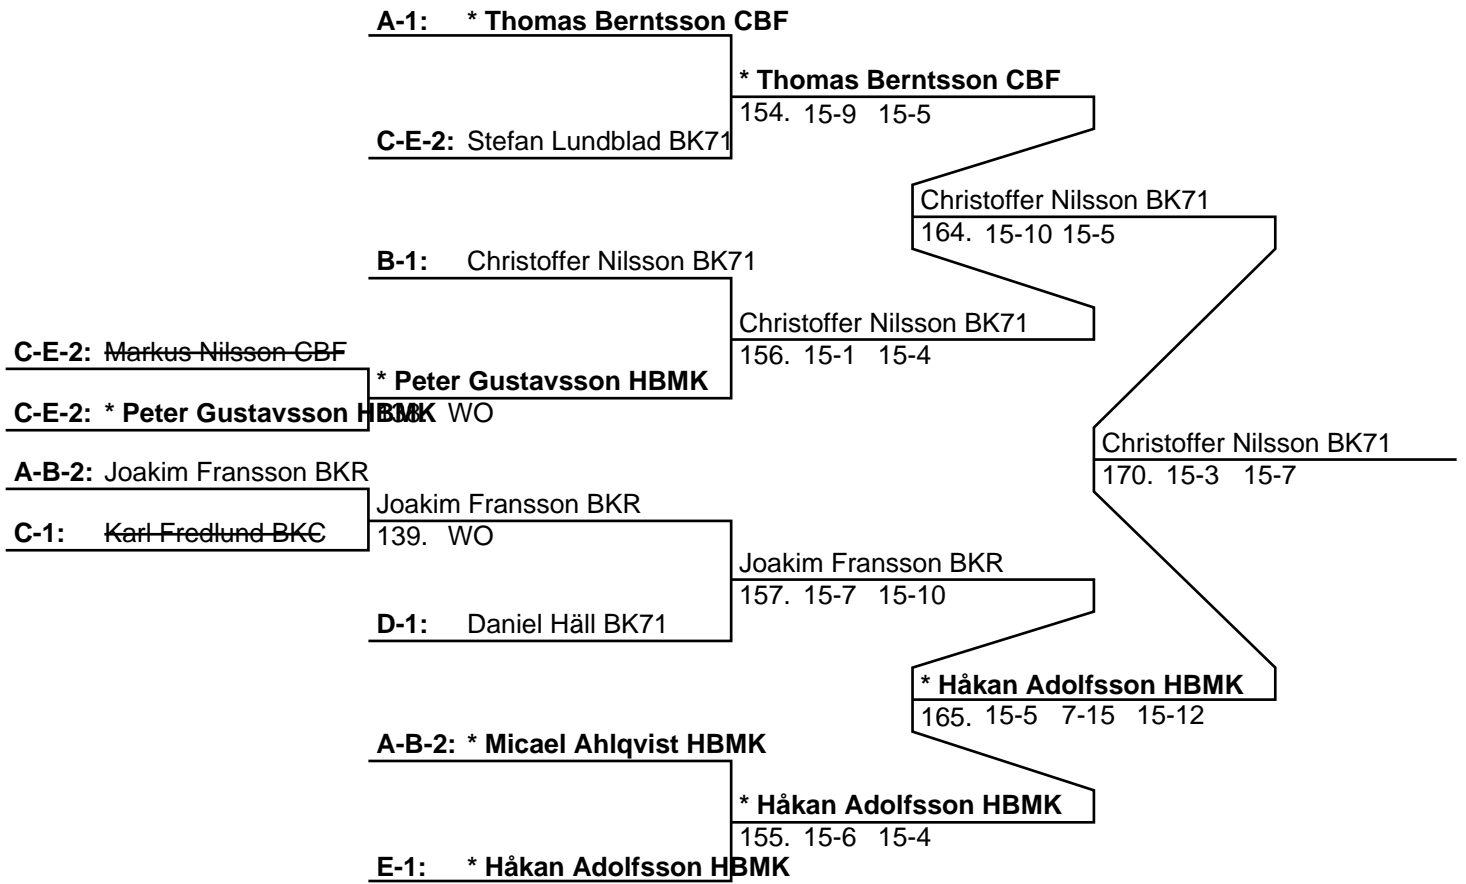 A-1: * Thomas Berntsson CBF
* Thomas Berntsson CBF
154. 15-9 15-5
C-E-2: Stefan Lundblad BK71
Christoffer Nilsson BK71
164. 15-10 15-5
B-1: Christoffer Nilsson BK71
Christoffer Nilsson BK71
156. 15-1 15-4
C-E-2: Markus Nilsson CBF
* Peter Gustavsson HBMK
C-E-2: * Peter Gustavsson HBMK
138. WO
Christoffer Nilsson BK71
170. 15-3 15-7
A-B-2: Joakim Fransson BKR
Joakim Fransson BKR
C-1: Karl Fredlund BKC
139. WO
Joakim Fransson BKR
157. 15-7 15-10
D-1: Daniel Häll BK71
* Håkan Adolfsson HBMK
165. 15-5 7-15 15-12
A-B-2: * Micael Ahlqvist HBMK
* Håkan Adolfsson HBMK
155. 15-6 15-4
E-1: * Håkan Adolfsson HBMK